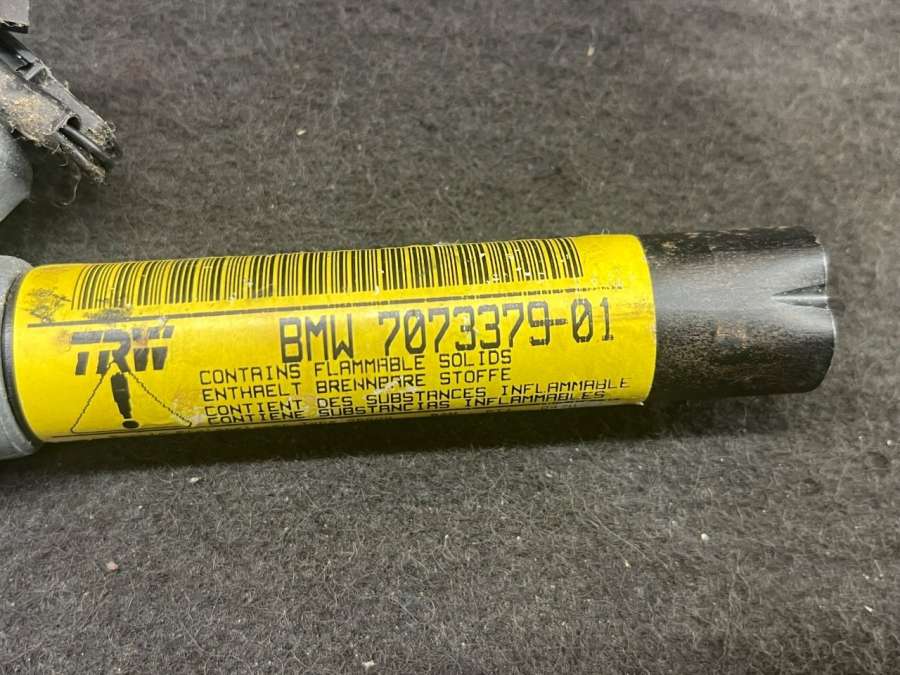 TRW
BMW 7073379-01
CONTAINS FLAMMABLE SOLIDS
ENTHAELT BRENNBARE STOFFE
CONTIENT DES SUBSTANCES INFLAMMABLE
CONTIENE SUBSTANCIAS INFLAMMABLES.